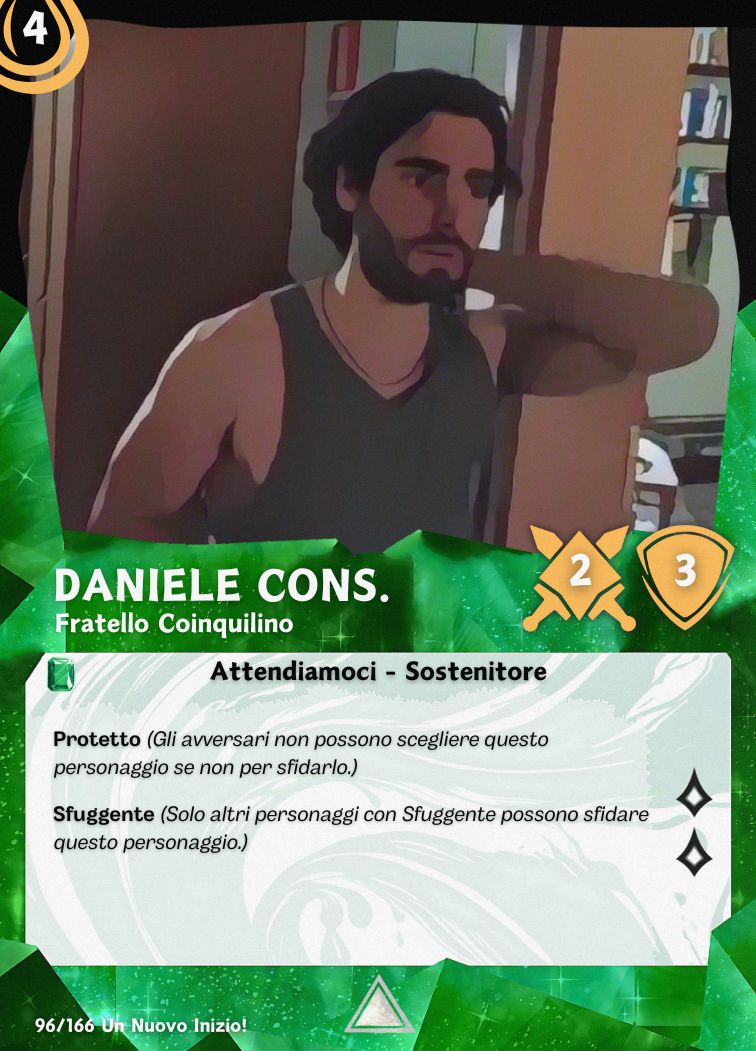 4
DANIELE CONS.
Fratello Coinquilino
2
3
Attendiamoci - Sostenitore
Protetto (Gli avversari non possono scegliere questo
personaggio se non per sfidarlo.)
Sfuggente (Solo altri personaggi con Sfuggente possono sfidare
questo personaggio.)
96/166 Un Nuovo Inizio!